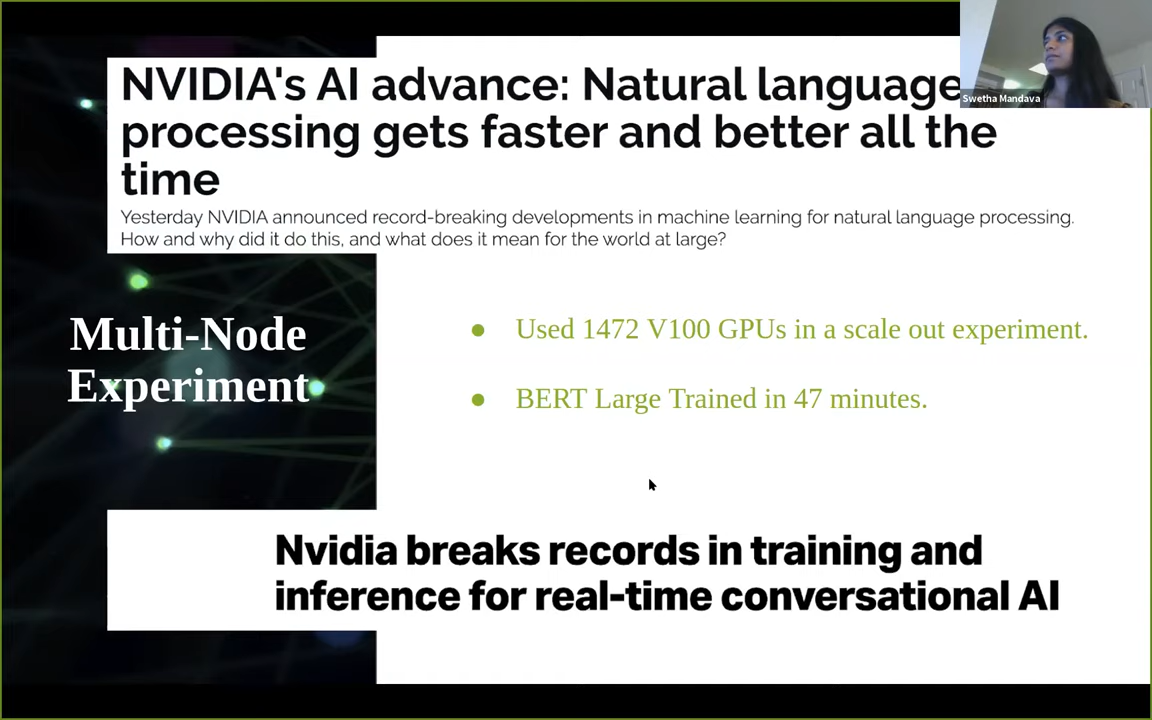 NVIDIA's AI advance: Natural language
processing gets faster and better all the
time
Yesterday NVIDIA announced record-breaking developments in machine learning for natural language processing.
How and why did it do this, and what does it mean for the world at large?
Swetha Mandava
Multi-Node
Experiment
● Used 1472 V100 GPUs in a scale out experiment.
● BERT Large Trained in 47 minutes.
Nvidia breaks records in training and
inference for real-time conversational AI